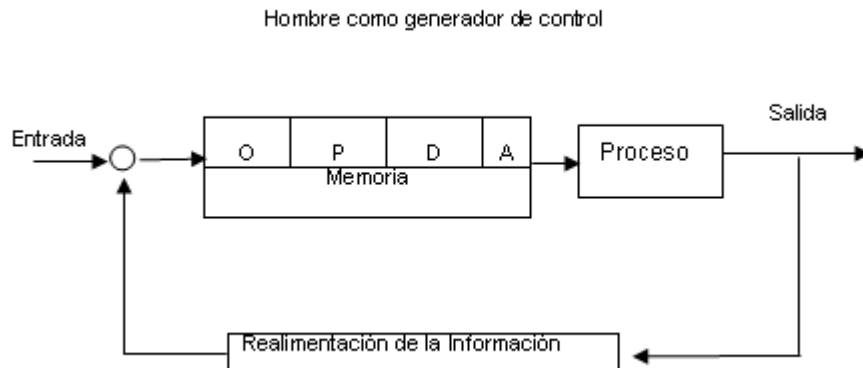 Hombre como generador de control
Salida
Entrada
O P D A
Proceso
Memoria
Realimentación de la Información